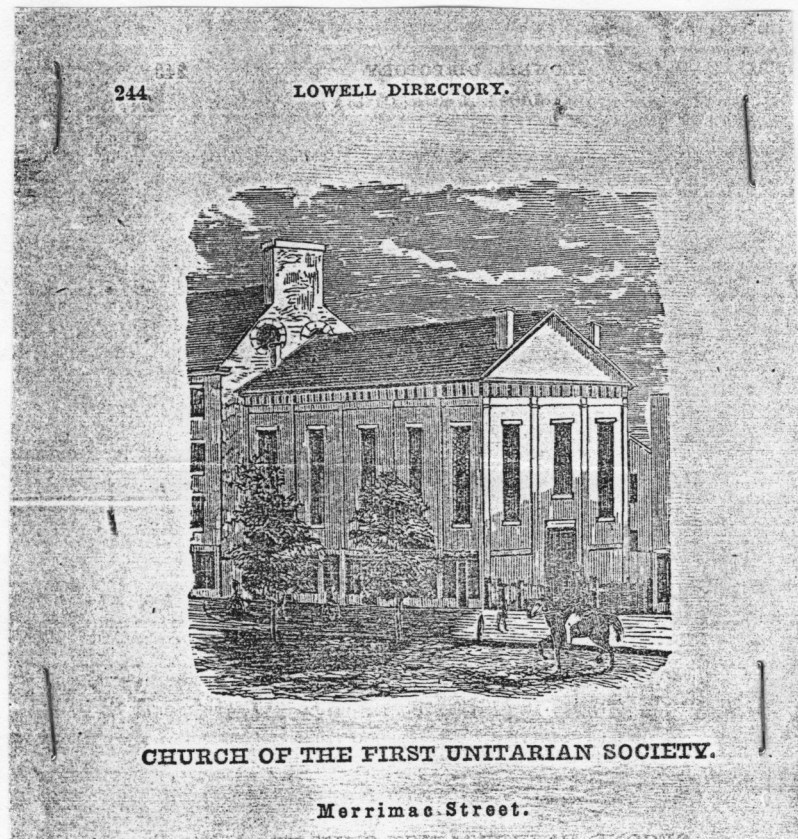 244
LOWELL DIRECTORY.
CHURCH OF THE FIRST UNITARIAN SOCIETY.
Merrimac Street.